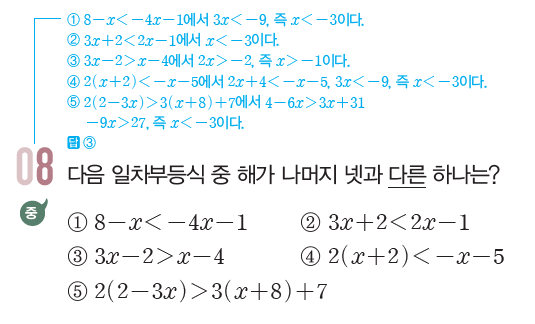 ① 8-x<-4x-1에서 3x<-9, 즉 x<-3이다.
② 3x+2<2x-1에서 x<-3이다.
③ 3x-2>x-4에서 2x>-2, 즉 x>-1이다.
④ 2(x+2)<-x-5에서 2x+4<-x-5, 3x<-9, 즉 x<-3이다.
⑤ 2(2-3x)>3(x+8)+7에서 4-6x>3x+31
-9x>27, 즉 x<-3이다.
답 ③
08 다음 일차부등식 중 해가 나머지 넷과 다른 하나는?
중
① 8-x<-4x-1 ② 3x+2<2x-1
③ 3x-2>x-4 ④ 2(x+2)<-x-5
⑤ 2(2-3x)>3(x+8)+7